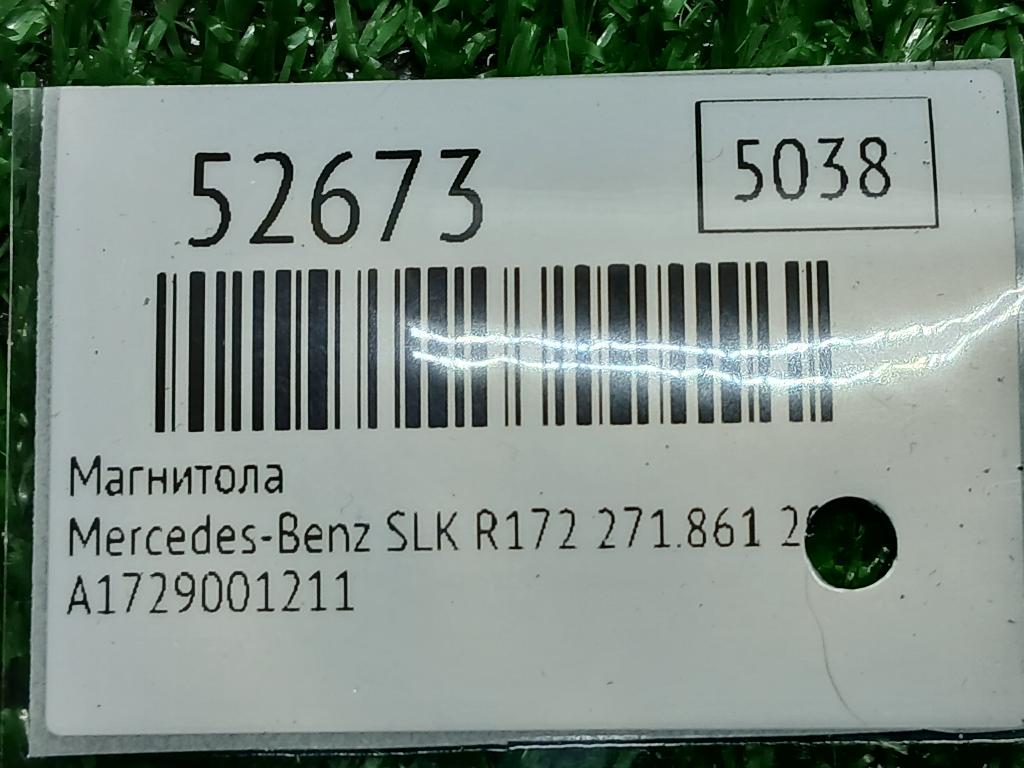 52673
5038
Магнитола
Mercedes-Benz SLK R172 271.861
A1729001211